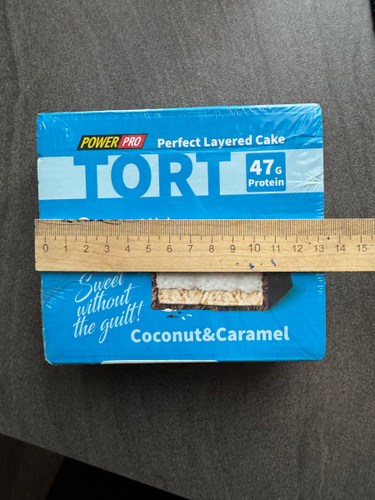 POWER PRO
Perfect Layered Cake
TORT
47G
Protein
0 1 2 3 4 5 6 7 8 9 10 11 12 13 14 15
Sweet
without
the guilt!
Coconut&Caramel